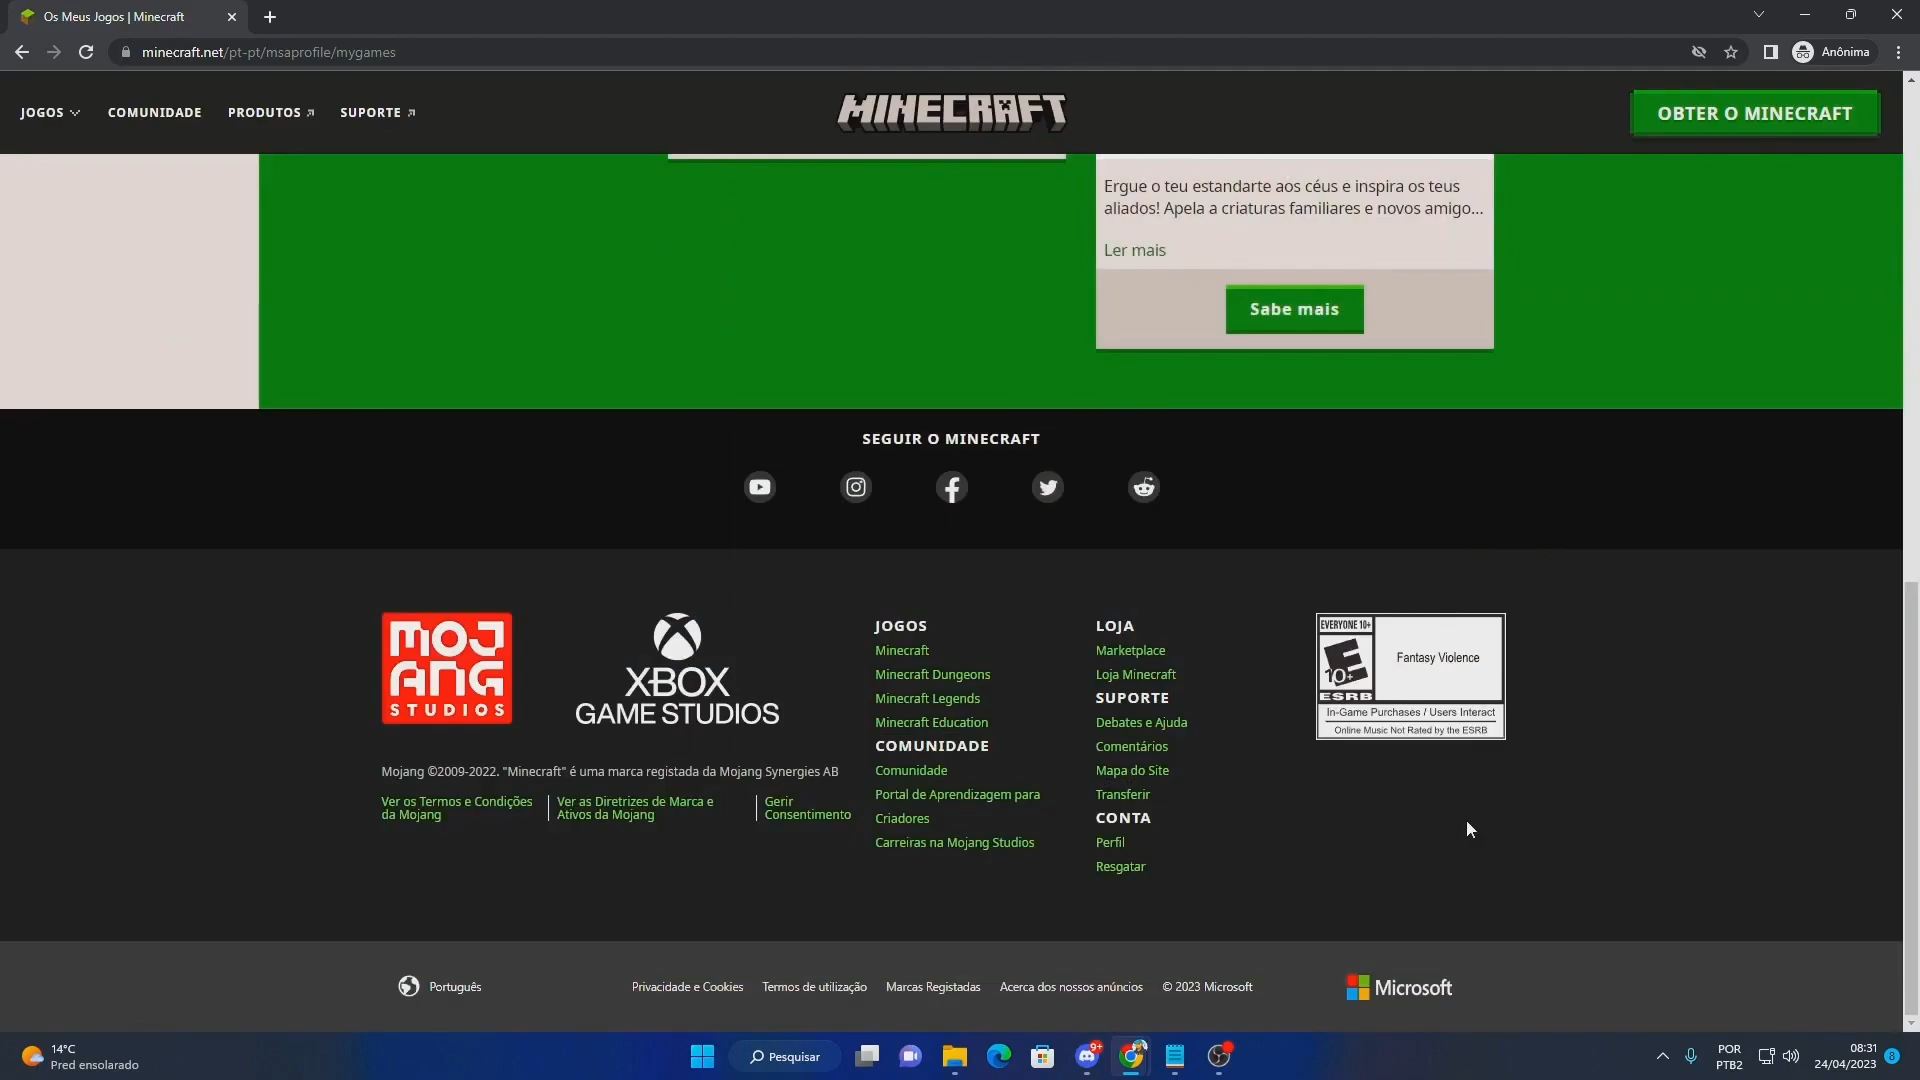 Os Meus Jogos | Minecraft
minecraft.net/pt-pt/msaprofile/mygames
Anônima
JOGOS
COMUNIDADE
PRODUTOS
SUPORTE
MINECRAFT
OBTER O MINECRAFT
Ergue o teu estandarte aos céus e inspira os teus
aliados! Apela a criaturas familiares e novos amigo...
Ler mais
Sabe mais
SEGUIR O MINECRAFT
MOJ
ANG
STUDIOS
XBOX
GAME STUDIOS
Mojang ©2009-2022. "Minecraft" é uma marca registada da Mojang Synergies AB
Ver os Termos e Condições
da Mojang
Ver as Diretrizes de Marca e
Ativos da Mojang
Gerir
Consentimento
JOGOS
Minecraft
Minecraft Dungeons
Minecraft Legends
Minecraft Education
COMUNIDADE
Comunidade
Portal de Aprendizagem para
Criadores
Carreiras na Mojang Studios
LOJA
Marketplace
Loja Minecraft
SUPORTE
Debates e Ajuda
Comentários
Mapa do Site
Transferir
CONTA
Perfil
Resgatar
EVERYONE 10+
E
10+
ESRB
Fantasy Violence
In-Game Purchases / Users Interact
Online Music Not Rated by the ESRB
Português
Privacidade e Cookies
Termos de utilização
Marcas Registadas
Acerca dos nossos anúncios
© 2023 Microsoft
Microsoft
14°C
Pred ensolarado
Pesquisar
9+
POR
PTB2
08:31
24/04/2023
8